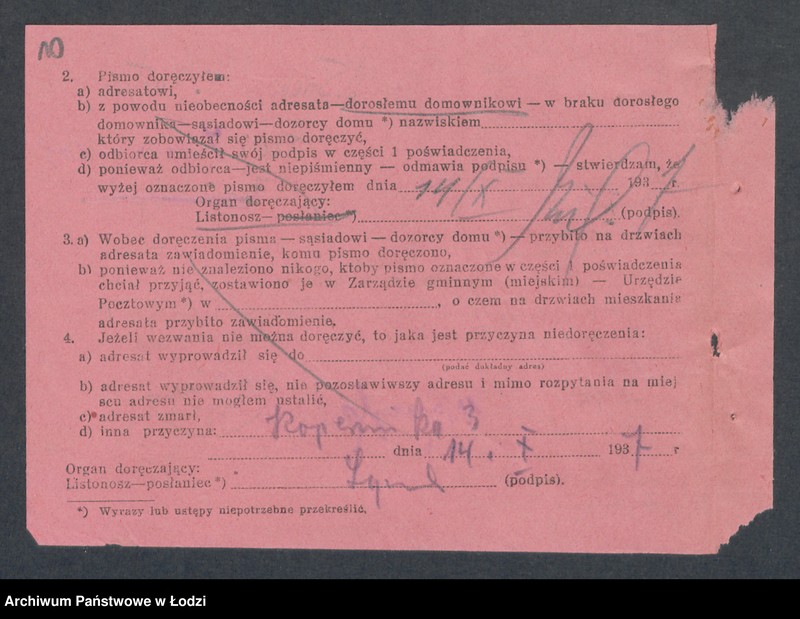 10
2. Pismo doręczyłem:
a) adresatowi,
b) z powodu nieobecności adresata—dorosłemu domownikowi—w braku dorosłego
domownika—sąsiadowi—dozorcy domu *) nazwiskiem
który zobowiązał się pismo doręczyć,
c) odbiorca umieścił swój podpis w części 1 poświadczenia,
d) ponieważ odbiorca—jest niepiśmienny — odmawia podpisu *) — stwierdzam, że
wyżej oznaczone pismo doręczyłem dnia 14/X 1937 r.
Organ doręczający:
Listonosz—posłaniec *) (podpis).
3. a) Wobec doręczenia pisma — sąsiadowi — dozorcy domu *) — przybito na drzwiach
adresata zawiadomienie, komu pismo doręczono,
b) ponieważ nie znaleziono nikogo, ktoby pismo oznaczone w części 1 poświadczenia
chciał przyjąć, zostawiono je w Zarządzie gminnym (miejskim) — Urzędzie
Pocztowym *) w , o czem na drzwiach mieszkania
adresata przybito zawiadomienie.
4. Jeżeli wezwania nie można doręczyć, to jaka jest przyczyna niedoręczenia:
a) adresat wyprowadził się do
(podać dokładny adres)
b) adresat wyprowadził się, nie pozostawiwszy adresu i mimo rozpytania na miej
scu adresu nie mogłem ustalić,
c) adresat zmarł,
d) inna przyczyna: Kopernika 3
dnia 14. X 1937 r
Organ doręczający:
Listonosz—posłaniec *) (podpis).
*) Wyrazy lub ustępy niepotrzebne przekreślić.
Archiwum Państwowe w Łodzi